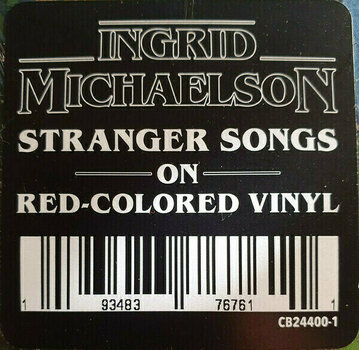 INGRID
MICHAELSON
STRANGER SONGS
ON
RED-COLORED VINYL
1 93483 76761 1
CB24400-1